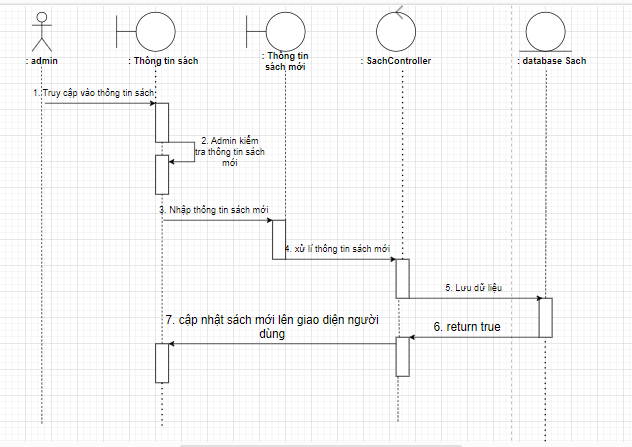 : admin
: Thông tin sách
: Thông tin
sách mới
: SachController
: database Sach
1. Truy cập vào thông tin sách
2. Admin kiểm
tra thông tin sách
mới
3. Nhập thông tin sách mới
4. xử lí thông tin sách mới
5. Lưu dữ liệu
6. return true
7. cập nhật sách mới lên giao diện người
dùng